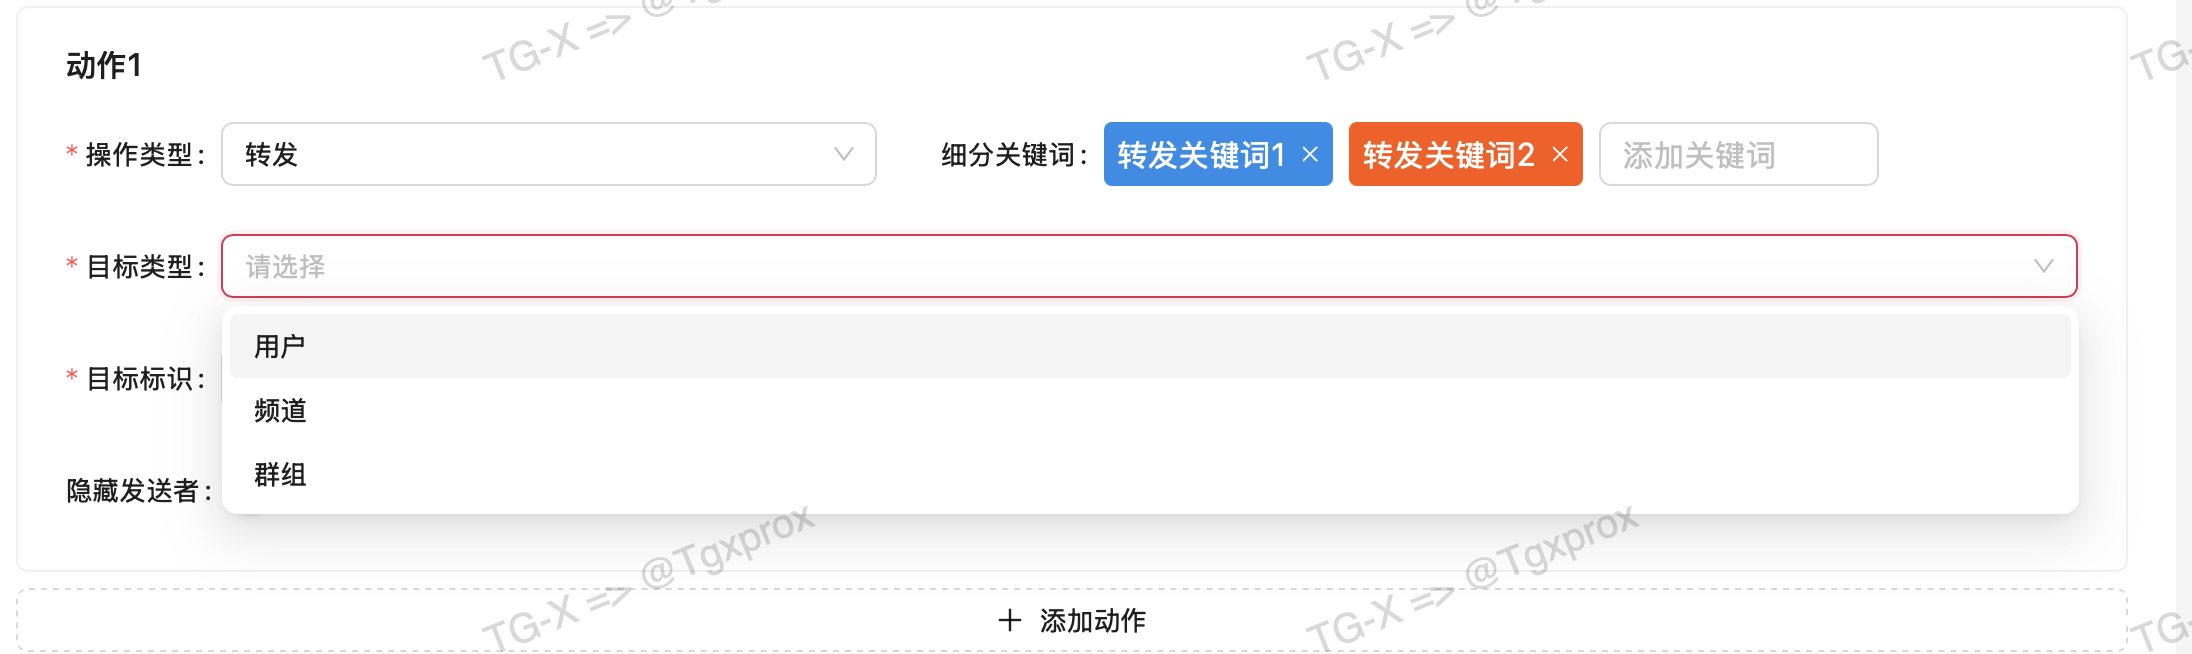 TG-X => @Tgxprox
TG-X => @Tgxprox
TG-
动作1
* 操作类型：
转发
细分关键词：
转发关键词1 ×
转发关键词2 ×
添加关键词
* 目标类型：
请选择
用户
* 目标标识：
频道
群组
隐藏发送者：
TG-X => @Tgxprox
TG-X => @Tgxprox
TG-
+ 添加动作